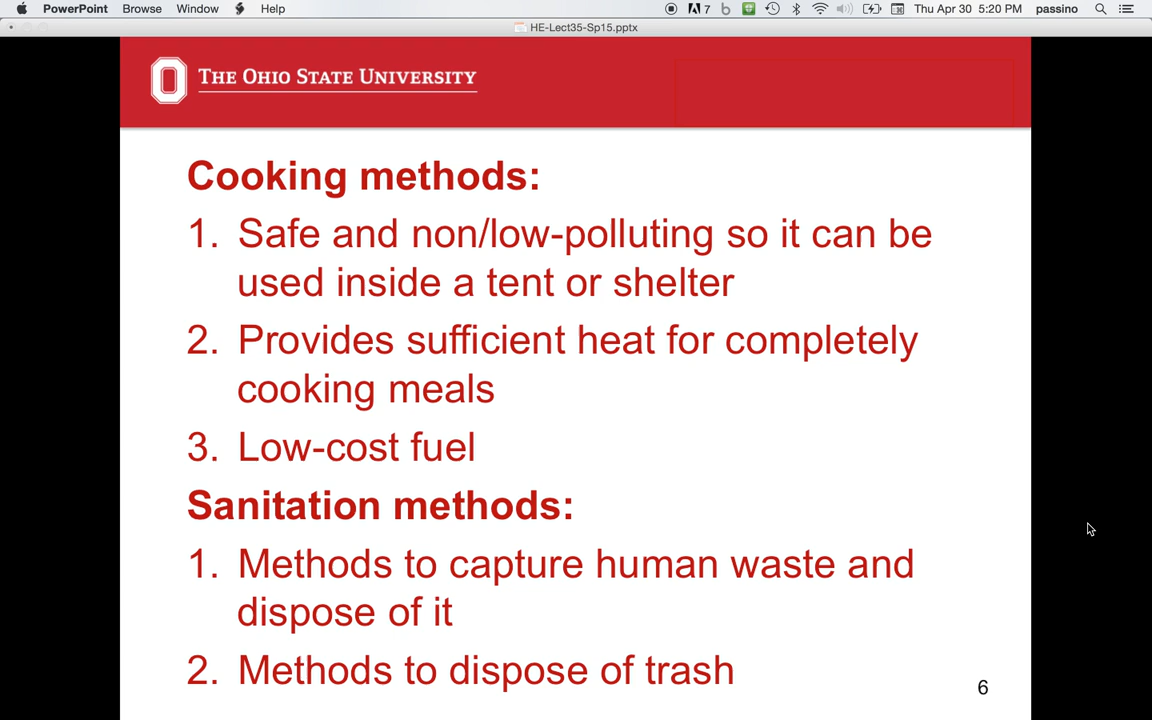 PowerPoint Browse Window Help 7 Thu Apr 30 5:20 PM passino
HE-Lect35-Sp15.pptx
THE OHIO STATE UNIVERSITY
Cooking methods:
1. Safe and non/low-polluting so it can be
used inside a tent or shelter
2. Provides sufficient heat for completely
cooking meals
3. Low-cost fuel
Sanitation methods:
1. Methods to capture human waste and
dispose of it
2. Methods to dispose of trash
6